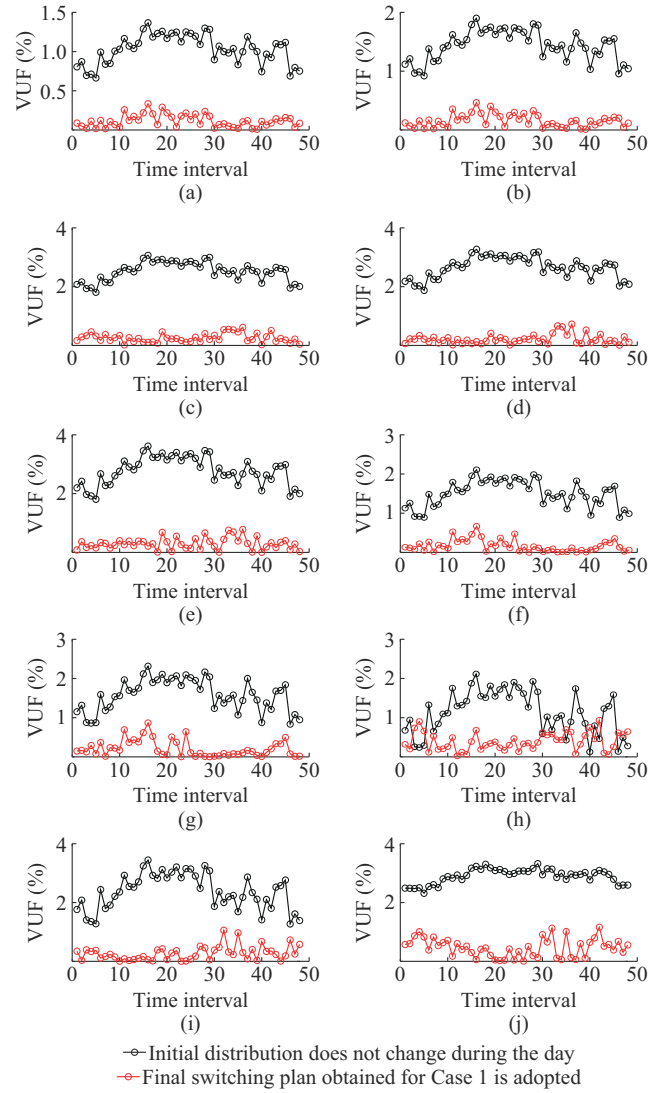 1.5
1.0
0.5
VUF (%)
0 10 20 30 40 50
Time interval
(a)
2
1
VUF (%)
0 10 20 30 40 50
Time interval
(b)
4
2
VUF (%)
0 10 20 30 40 50
Time interval
(c)
4
2
VUF (%)
0 10 20 30 40 50
Time interval
(d)
4
2
VUF (%)
0 10 20 30 40 50
Time interval
(e)
3
2
1
VUF (%)
0 10 20 30 40 50
Time interval
(f)
3
2
1
VUF (%)
0 10 20 30 40 50
Time interval
(g)
3
2
1
VUF (%)
0 10 20 30 40 50
Time interval
(h)
4
2
VUF (%)
0 10 20 30 40 50
Time interval
(i)
4
2
VUF (%)
0 10 20 30 40 50
Time interval
(j)
Initial distribution does not change during the day
Final switching plan obtained for Case 1 is adopted